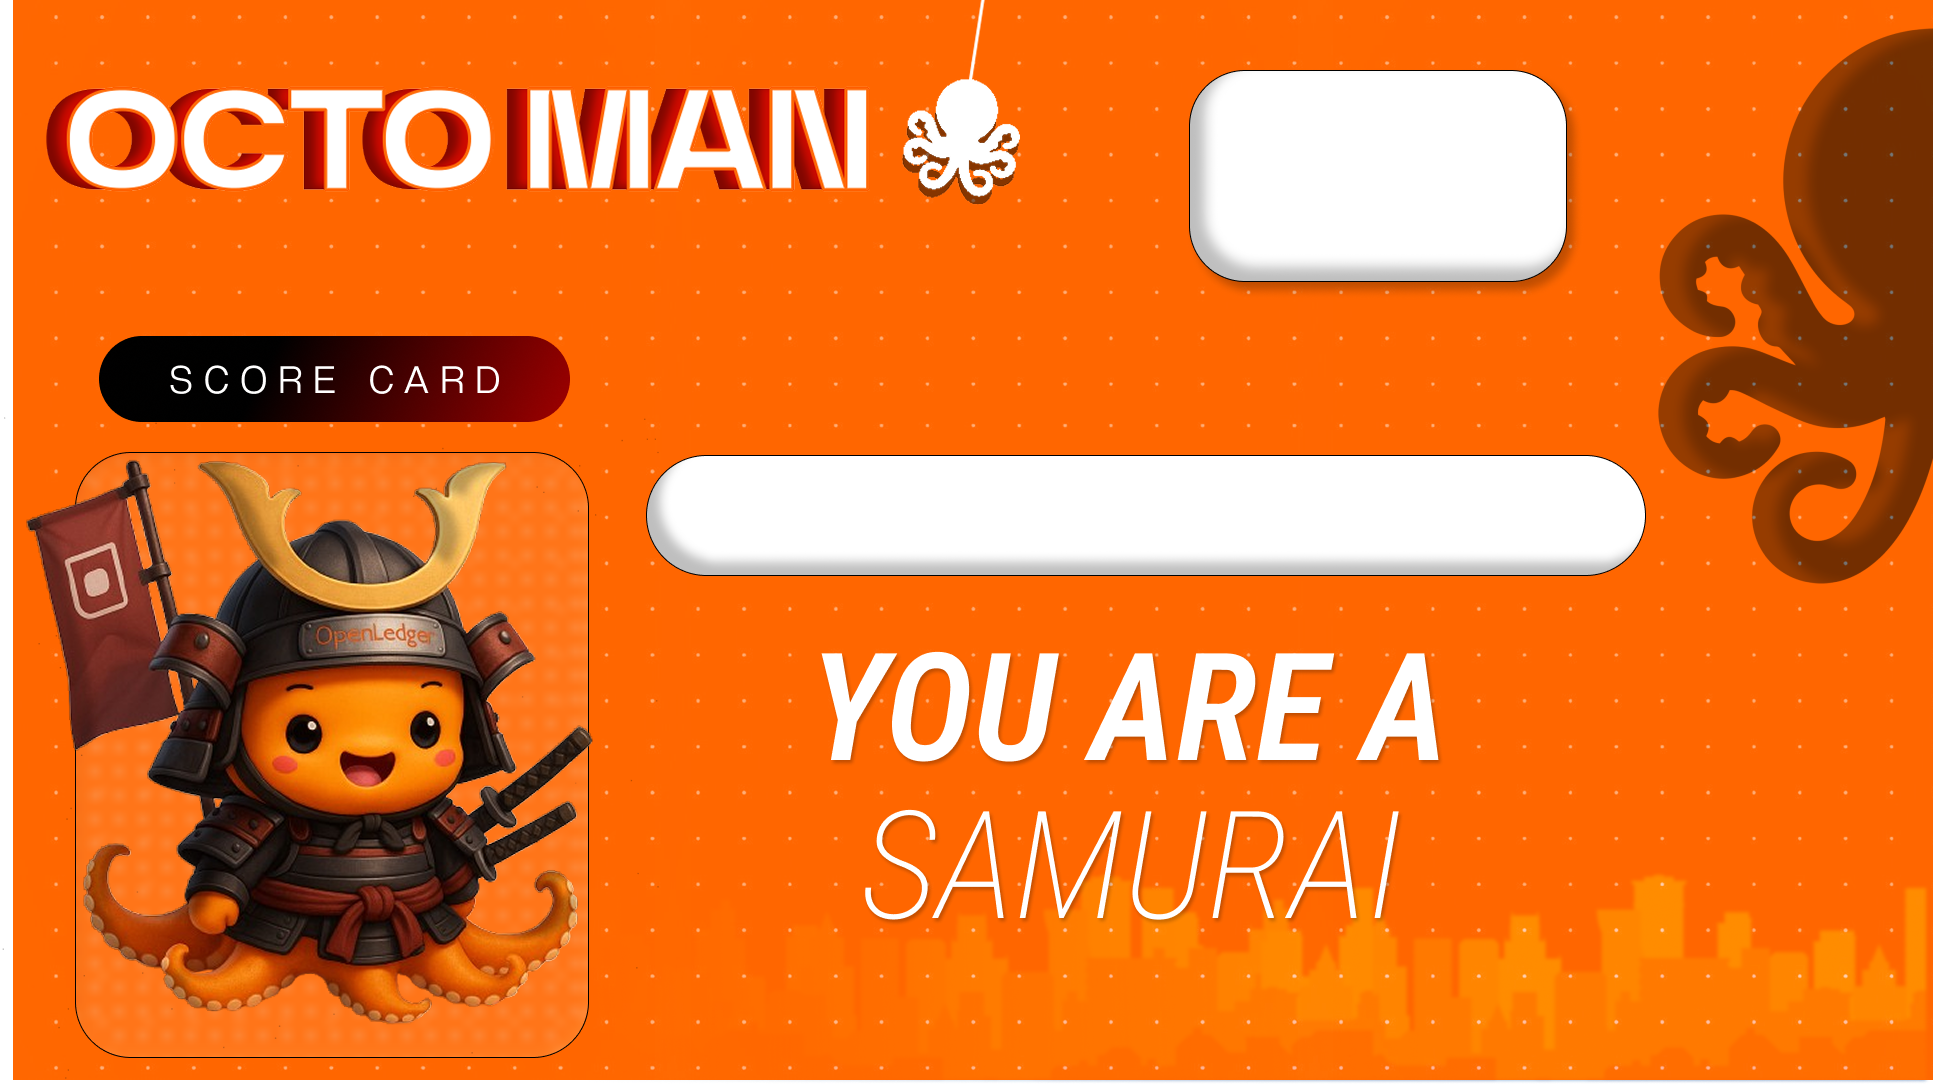 OCTO MAN
SCORE CARD
OpenLedger
YOU ARE A
SAMURAI